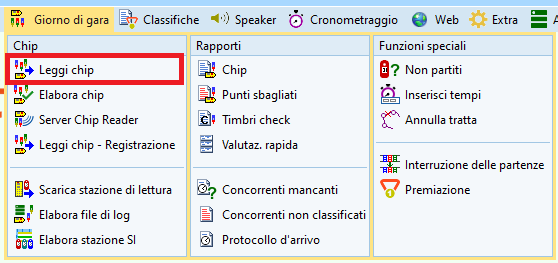 Giorno di gara Classifiche Speaker Cronometraggio Web Extra
Chip
Leggi chip
Elabora chip
Server Chip Reader
Leggi chip - Registrazione
Scarica stazione di lettura
Elabora file di log
Elabora stazione SI
Rapporti
Chip
Punti sbagliati
Timbri check
Valutaz. rapida
Concorrenti mancanti
Concorrenti non classificati
Protocollo d'arrivo
Funzioni speciali
Non partiti
Inserisci tempi
Annulla tratta
Interruzione delle partenze
Premiazione